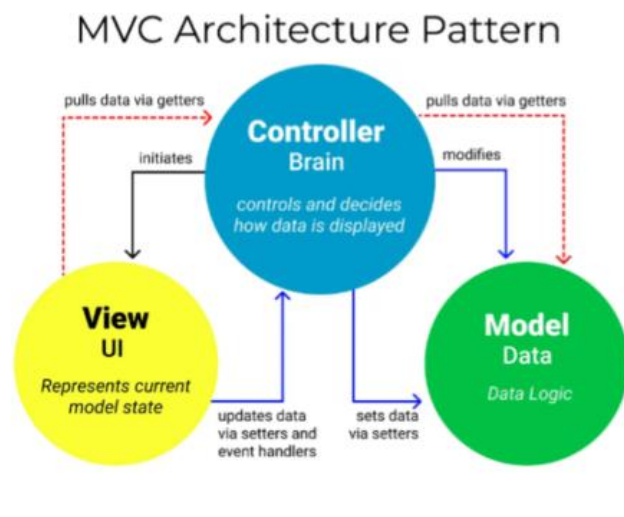 MVC Architecture Pattern
pulls data via getters
pulls data via getters
initiates
modifies
Controller
Brain
controls and decides
how data is displayed
View
UI
Represents current
model state
Model
Data
Data Logic
updates data
via setters and
event handlers
sets data
via setters